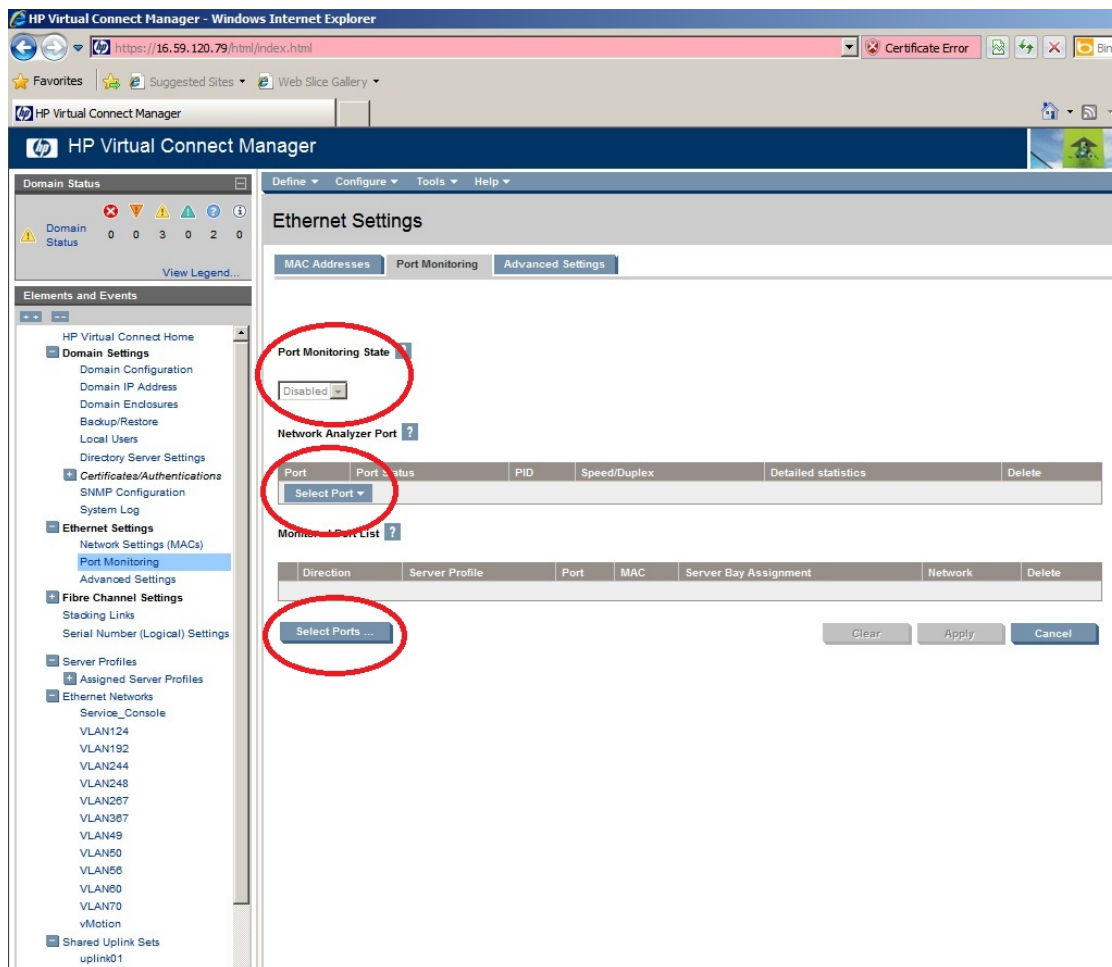 HP Virtual Connect Manager - Windows Internet Explorer
https://16.59.120.79/html/index.html
Certificate Error
Bin
Favorites
Suggested Sites
Web Slice Gallery
HP Virtual Connect Manager
HP Virtual Connect Manager
Domain Status
Define Configure Tools Help
Domain Status 0 0 3 0 2 0
View Legend...
Ethernet Settings
MAC Addresses Port Monitoring Advanced Settings
Elements and Events
HP Virtual Connect Home
Domain Settings
Domain Configuration
Domain IP Address
Domain Enclosures
Backup/Restore
Local Users
Directory Server Settings
Certificates/Authentications
SNMP Configuration
System Log
Ethernet Settings
Network Settings (MACs)
Port Monitoring
Advanced Settings
Fibre Channel Settings
Stacking Links
Serial Number (Logical) Settings
Server Profiles
Assigned Server Profiles
Ethernet Networks
Service_Console
VLAN124
VLAN192
VLAN244
VLAN248
VLAN267
VLAN367
VLAN49
VLAN50
VLAN56
VLAN60
VLAN70
vMotion
Shared Uplink Sets
uplink01
Port Monitoring State ?
Disabled
Network Analyzer Port ?
Port Port Status PID Speed/Duplex Detailed statistics Delete
Select Port
Monitored Port List ?
Direction Server Profile Port MAC Server Bay Assignment Network Delete
Select Ports ...
Clear Apply Cancel